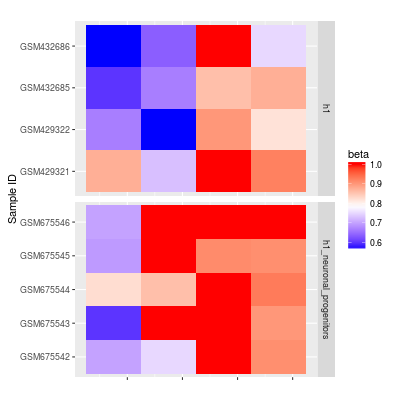 Sample ID
GSM432686
GSM432685
GSM429322
GSM429321
h1
GSM675546
GSM675545
GSM675544
GSM675543
GSM675542
h1_neuronal_progenitors
beta
1.0
0.9
0.8
0.7
0.6